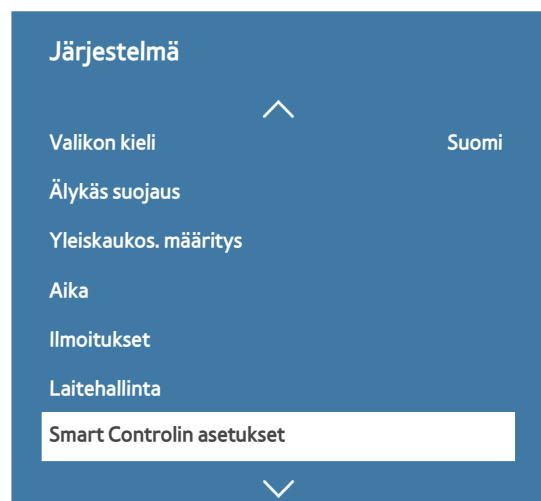 Järjestelmä
Valikon kieli Suomi
Älykäs suojaus
Yleiskaukos. määritys
Aika
Ilmoitukset
Laitehallinta
Smart Controlin asetukset